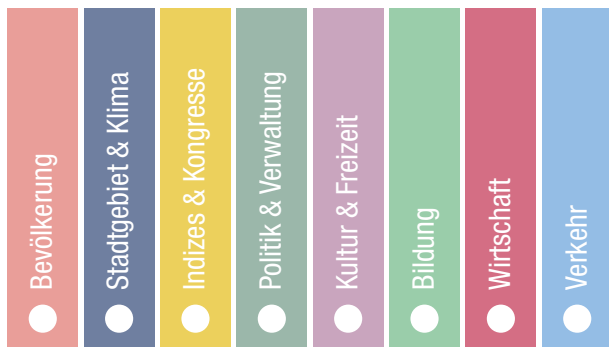 Bevölkerung
Stadtgebiet & Klima
Indizes & Kongresse
Politik & Verwaltung
Kultur & Freizeit
Bildung
Wirtschaft
Verkehr